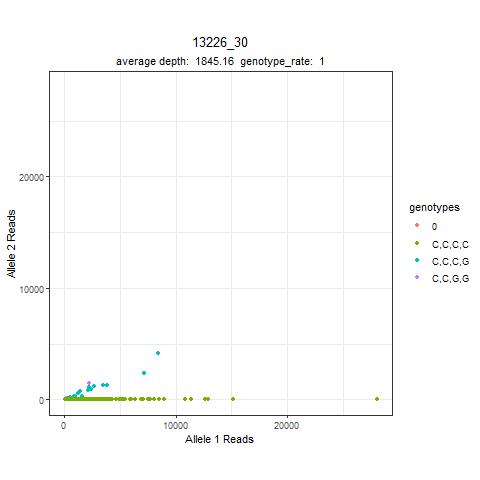 13226_30
average depth:  1845.16  genotype_rate:  1
Allele 2 Reads
20000
10000
0
0
10000
20000
Allele 1 Reads
genotypes
0
C,C,C,C
C,C,C,G
C,C,G,G